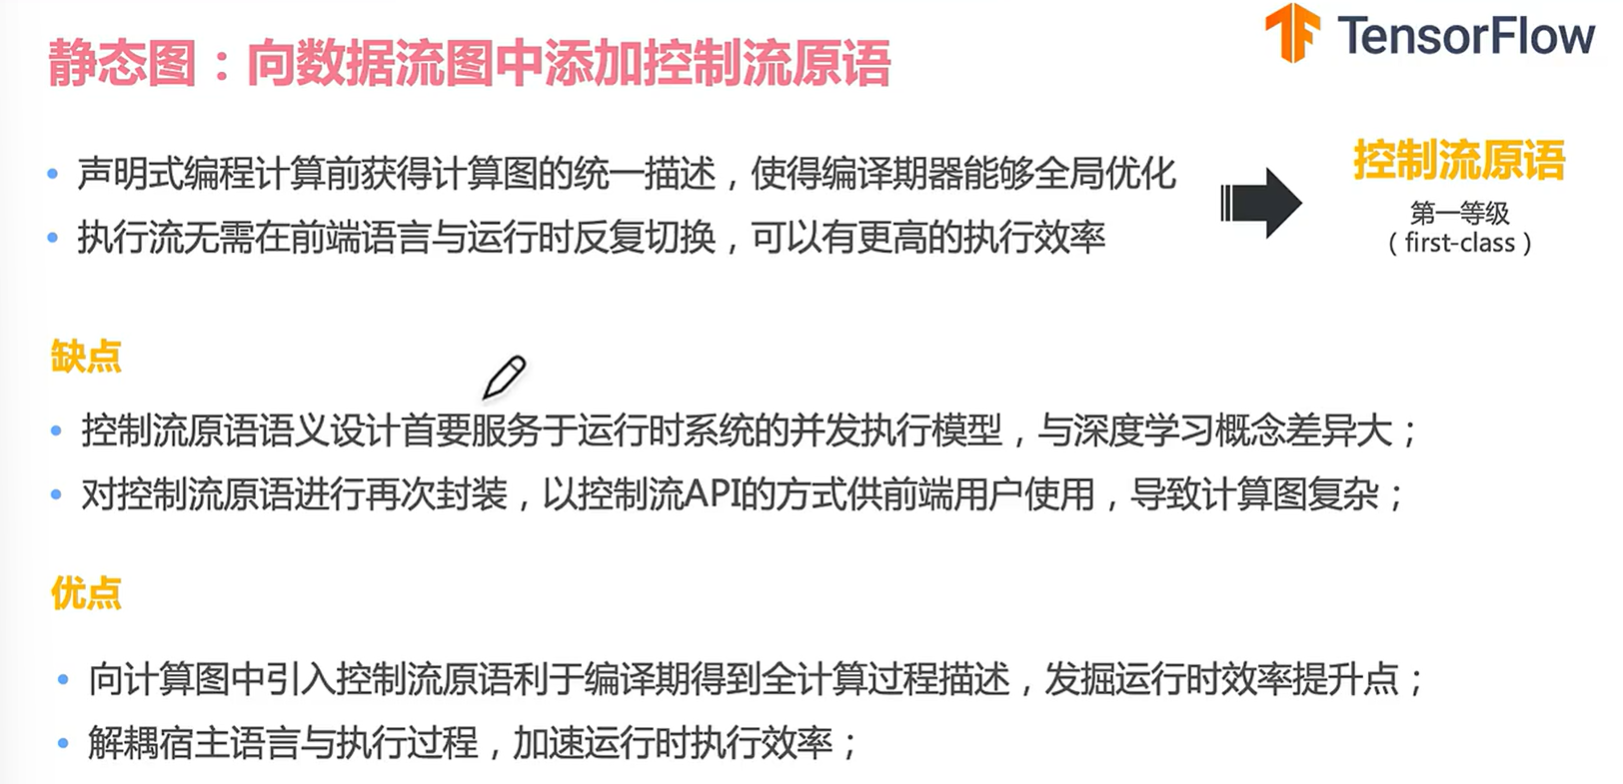 TensorFlow
静态图：向数据流图中添加控制流原语
• 声明式编程计算前获得计算图的统一描述，使得编译期器能够全局优化
• 执行流无需在前端语言与运行时反复切换，可以有更高的执行效率
控制流原语
第一等级
（first-class）
缺点
• 控制流原语语义设计首要服务于运行时系统的并发执行模型，与深度学习概念差异大；
• 对控制流原语进行再次封装，以控制流API的方式供前端用户使用，导致计算图复杂；
优点
• 向计算图中引入控制流原语利于编译期得到全计算过程描述，发掘运行时效率提升点；
• 解耦宿主语言与执行过程，加速运行时执行效率；